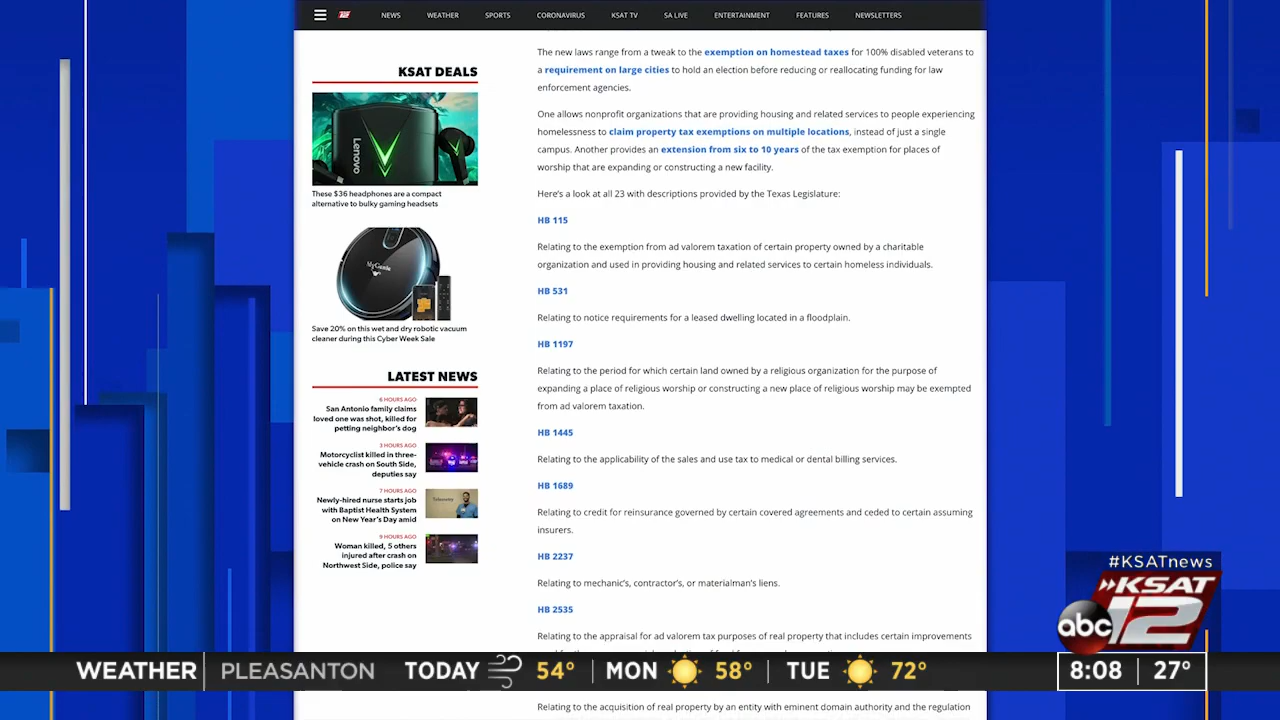 NEWS WEATHER SPORTS CORONAVIRUS KSAT TV SA LIVE ENTERTAINMENT FEATURES NEWSLETTERS
KSAT DEALS
Lenovo
These $36 headphones are a compact
alternative to bulky gaming headsets
MyGenie
Save 20% on this wet and dry robotic vacuum
cleaner during this Cyber Week Sale
LATEST NEWS
6 HOURS AGO
San Antonio family claims
loved one was shot, killed for
petting neighbor's dog
3 HOURS AGO
Motorcyclist killed in three-
vehicle crash on South Side,
deputies say
7 HOURS AGO
Newly-hired nurse starts job
with Baptist Health System
on New Year's Day amid
9 HOURS AGO
Woman killed, 5 others
injured after crash on
Northwest Side, police say
The new laws range from a tweak to the exemption on homestead taxes for 100% disabled veterans to
a requirement on large cities to hold an election before reducing or reallocating funding for law
enforcement agencies.
One allows nonprofit organizations that are providing housing and related services to people experiencing
homelessness to claim property tax exemptions on multiple locations, instead of just a single
campus. Another provides an extension from six to 10 years of the tax exemption for places of
worship that are expanding or constructing a new facility.
Here's a look at all 23 with descriptions provided by the Texas Legislature:
HB 115
Relating to the exemption from ad valorem taxation of certain property owned by a charitable
organization and used in providing housing and related services to certain homeless individuals.
HB 531
Relating to notice requirements for a leased dwelling located in a floodplain.
HB 1197
Relating to the period for which certain land owned by a religious organization for the purpose of
expanding a place of religious worship or constructing a new place of religious worship may be exempted
from ad valorem taxation.
HB 1445
Relating to the applicability of the sales and use tax to medical or dental billing services.
HB 1689
Relating to credit for reinsurance governed by certain covered agreements and ceded to certain assuming
insurers.
HB 2237
Relating to mechanic's, contractor's, or materialman's liens.
HB 2535
Relating to the appraisal for ad valorem tax purposes of real property that includes certain improvements
Relating to the acquisition of real property by an entity with eminent domain authority and the regulation
#KSATnews
KSAT
abc 12
WEATHER PLEASANTON TODAY 54° MON 58° TUE 72° 8:08 27°